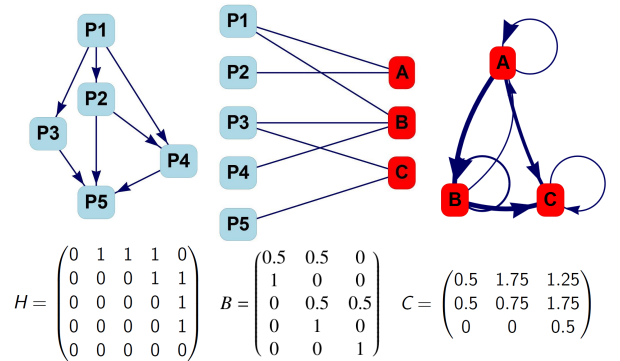 P1
P2
P3
P4
P5
P1
P2
P3
P4
P5
A
B
C
A
B
C
H = (0 1 1 1 0
0 0 0 1 1
0 0 0 0 1
0 0 0 0 1
0 0 0 0 0)
B = (0.5 0.5 0
1 0 0
0 0.5 0.5
0 1 0
0 0 1)
C = (0.5 1.75 1.25
0.5 0.75 1.75
0 0 0.5)